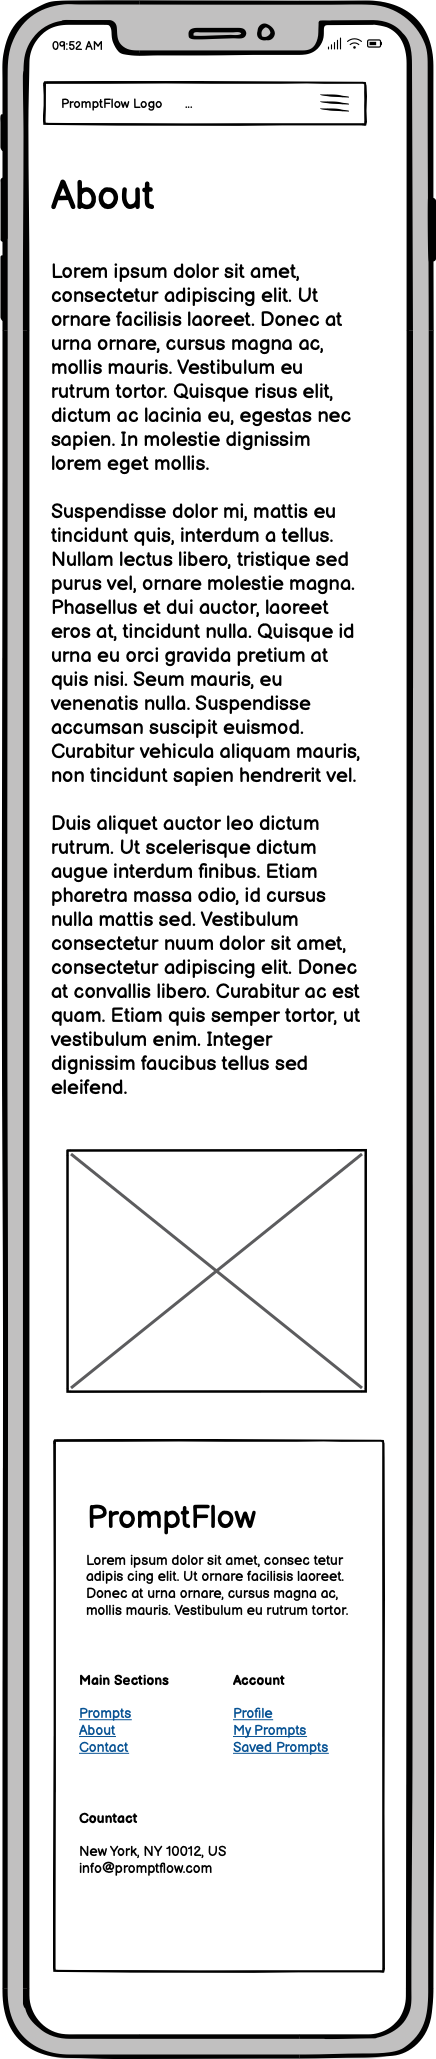 09:52 AM
PromptFlow Logo ...
About
Lorem ipsum dolor sit amet,
consectetur adipiscing elit. Ut
ornare facilisis laoreet. Donec at
urna ornare, cursus magna ac,
mollis mauris. Vestibulum eu
rutrum tortor. Quisque risus elit,
dictum ac lacinia eu, egestas nec
sapien. In molestie dignissim
lorem eget mollis.
Suspendisse dolor mi, mattis eu
tincidunt quis, interdum a tellus.
Nullam lectus libero, tristique sed
purus vel, ornare molestie magna.
Phasellus et dui auctor, laoreet
eros at, tincidunt nulla. Quisque id
urna eu orci gravida pretium at
quis nisi. Seum mauris, eu
venenatis nulla. Suspendisse
accumsan suscipit euismod.
Curabitur vehicula aliquam mauris,
non tincidunt sapien hendrerit vel.
Duis aliquet auctor leo dictum
rutrum. Ut scelerisque dictum
augue interdum finibus. Etiam
pharetra massa odio, id cursus
nulla mattis sed. Vestibulum
consectetur nuum dolor sit amet,
consectetur adipiscing elit. Donec
at convallis libero. Curabitur ac est
quam. Etiam quis semper tortor, ut
vestibulum enim. Integer
dignissim faucibus tellus sed
eleifend.
PromptFlow
Lorem ipsum dolor sit amet, consec tetur
adipis cing elit. Ut ornare facilisis laoreet.
Donec at urna ornare, cursus magna ac,
mollis mauris. Vestibulum eu rutrum tortor.
Main Sections
Prompts
About
Contact
Account
Profile
My Prompts
Saved Prompts
Countact
New York, NY 10012, US
info@promptflow.com